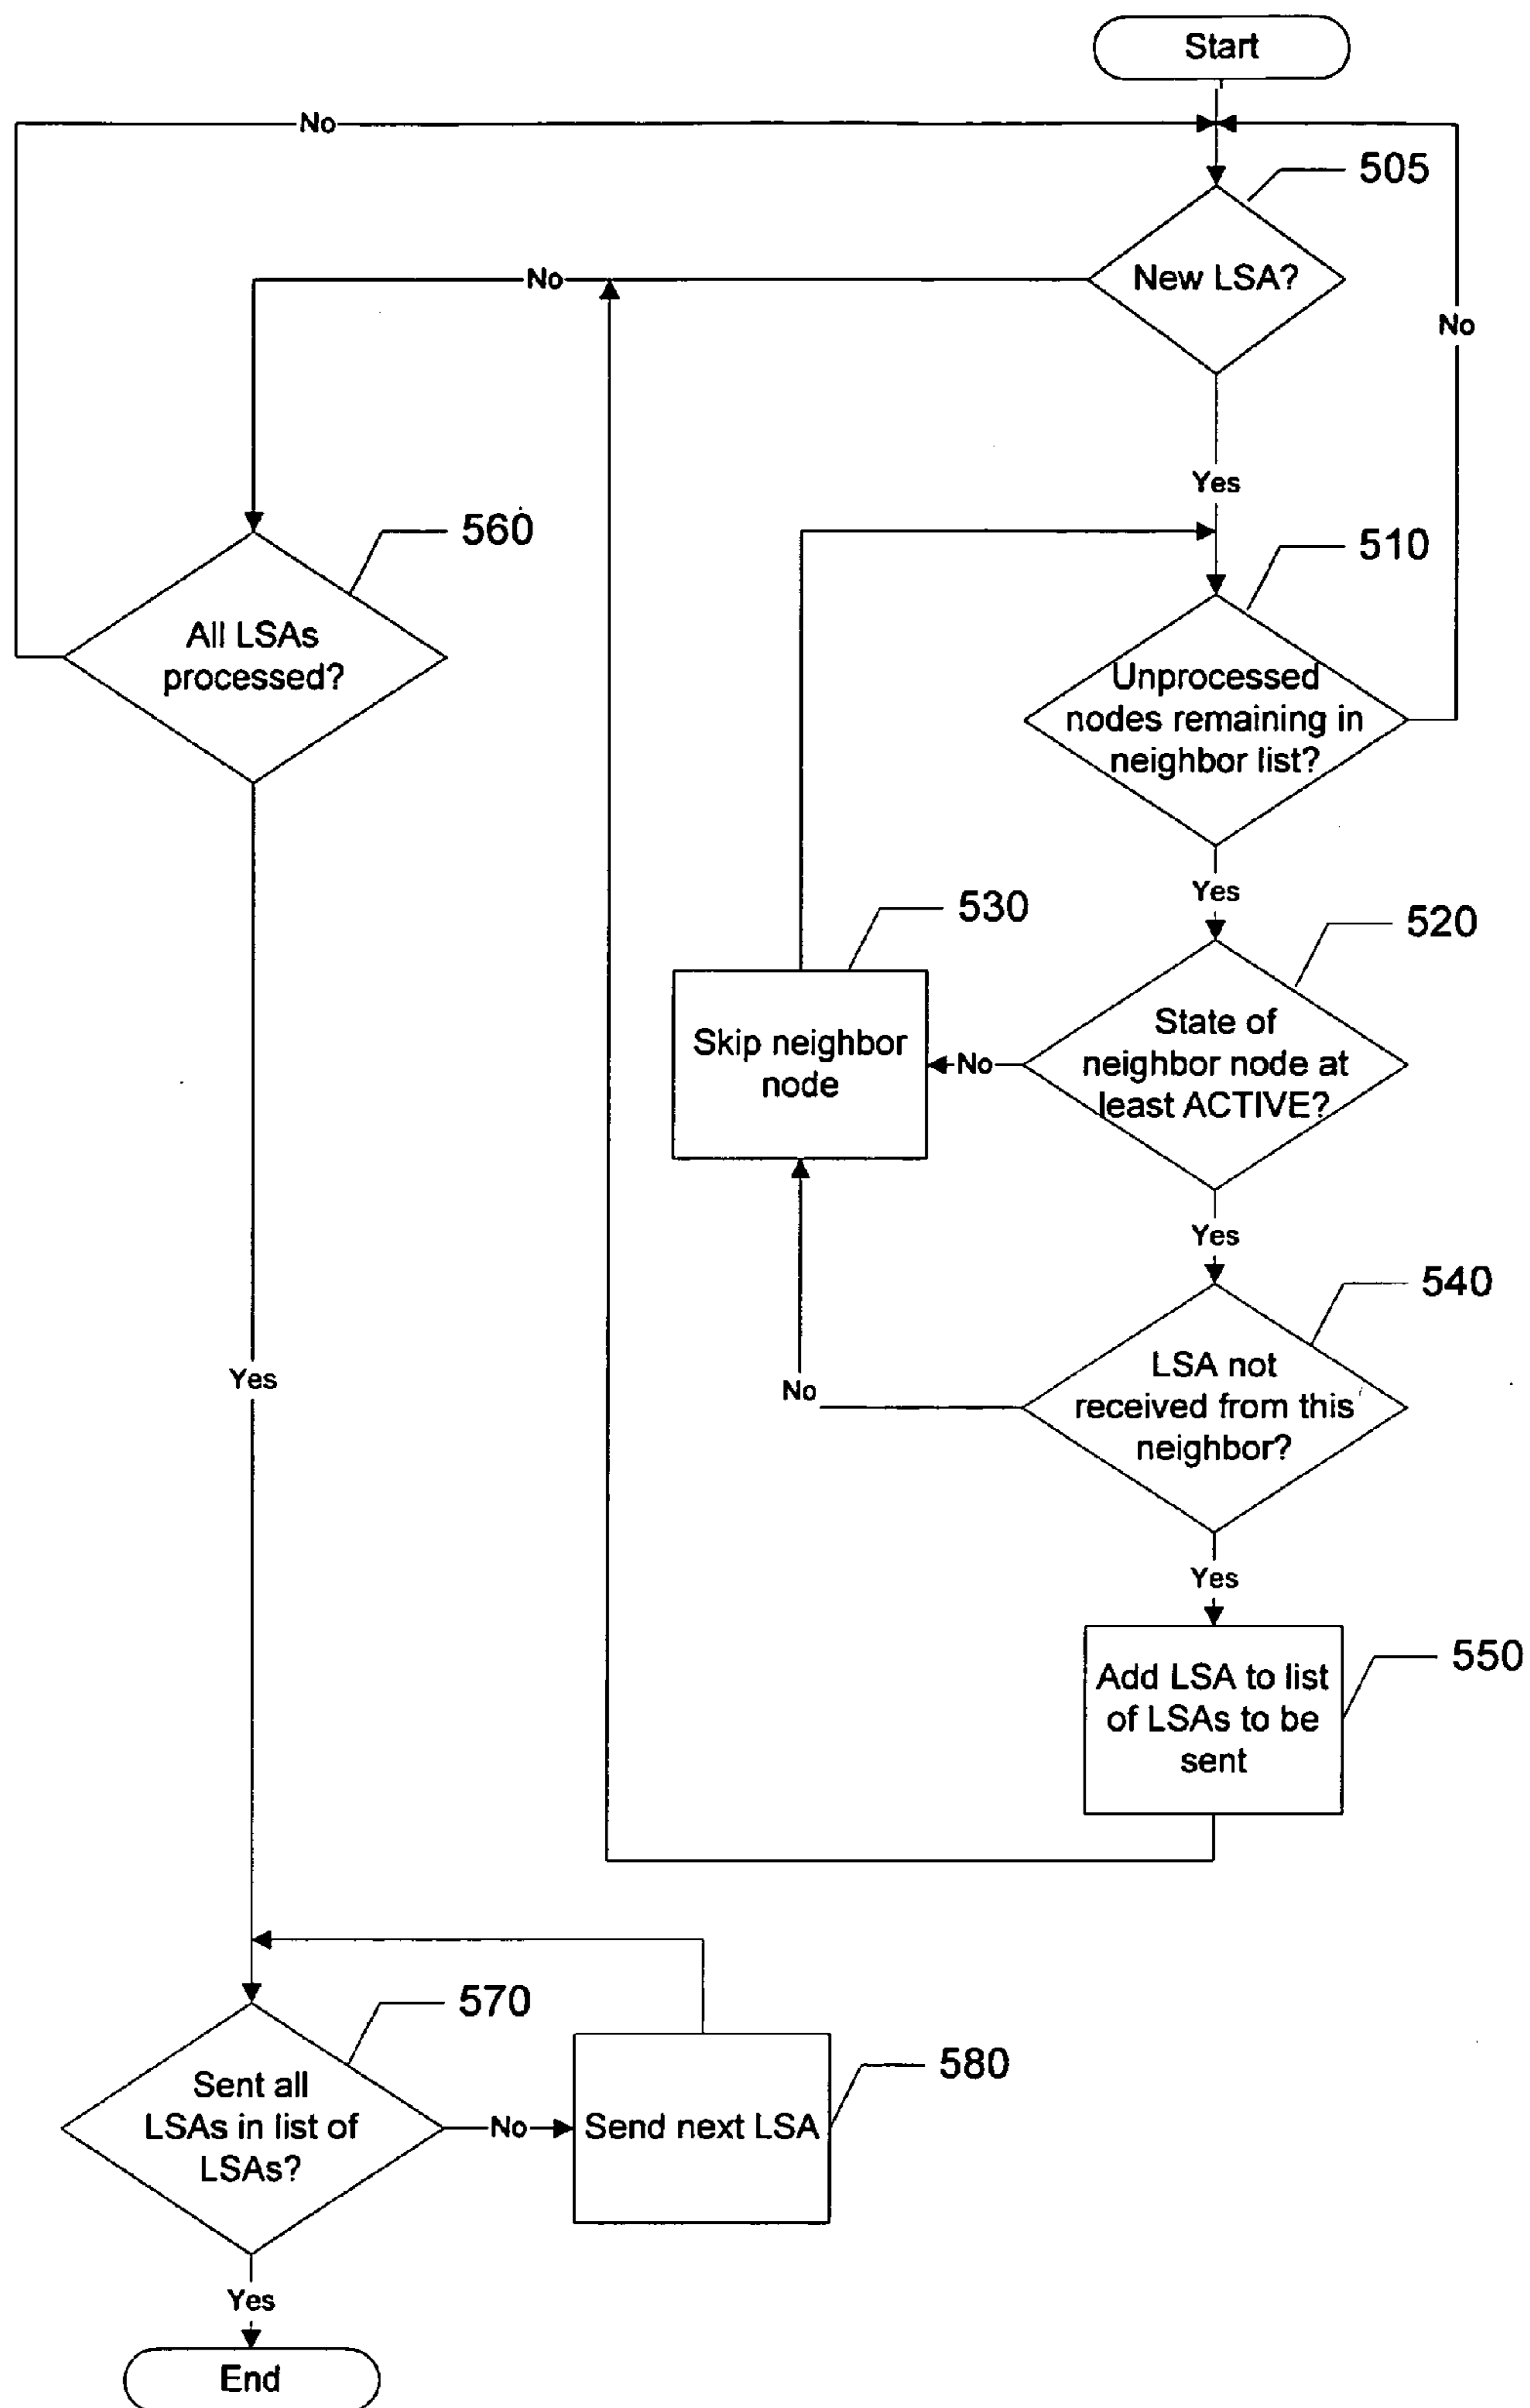 Start
No
505
New LSA?
No
No
Yes
560
510
All LSAs
processed?
Unprocessed
nodes remaining in
neighbor list?
Yes
530
520
Skip neighbor
node
State of
neighbor node at
least ACTIVE?
No
Yes
540
LSA not
received from this
neighbor?
No
Yes
Yes
550
Add LSA to list
of LSAs to be
sent
570
580
Sent all
LSAs in list of
LSAs?
No
Send next LSA
Yes
End